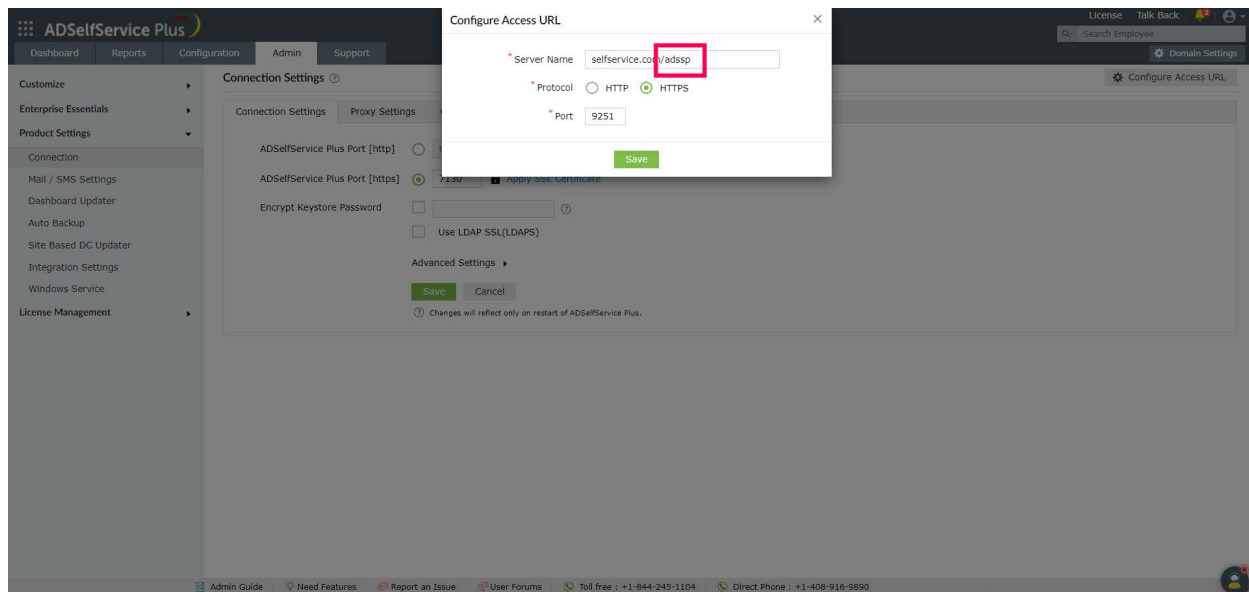 License Talk Back 2
ADSelfService Plus
Search Employee
Dashboard Reports Configuration Admin Support
Domain Settings
Configure Access URL
* Server Name selfservice.com/adssp
* Protocol HTTP HTTPS
* Port 9251
Save
Customize
Enterprise Essentials
Product Settings
Connection
Mail / SMS Settings
Dashboard Updater
Auto Backup
Site Based DC Updater
Integration Settings
Windows Service
License Management
Connection Settings
Configure Access URL
Connection Settings Proxy Settings
ADSelfService Plus Port [http]
ADSelfService Plus Port [https] 7130 Apply SSL Certificate
Encrypt Keystore Password
Use LDAP SSL(LDAPS)
Advanced Settings
Save Cancel
Changes will reflect only on restart of ADSelfService Plus.
Admin Guide Need Features Report an Issue User Forums Toll free : +1-844-245-1104 Direct Phone : +1-408-916-9890